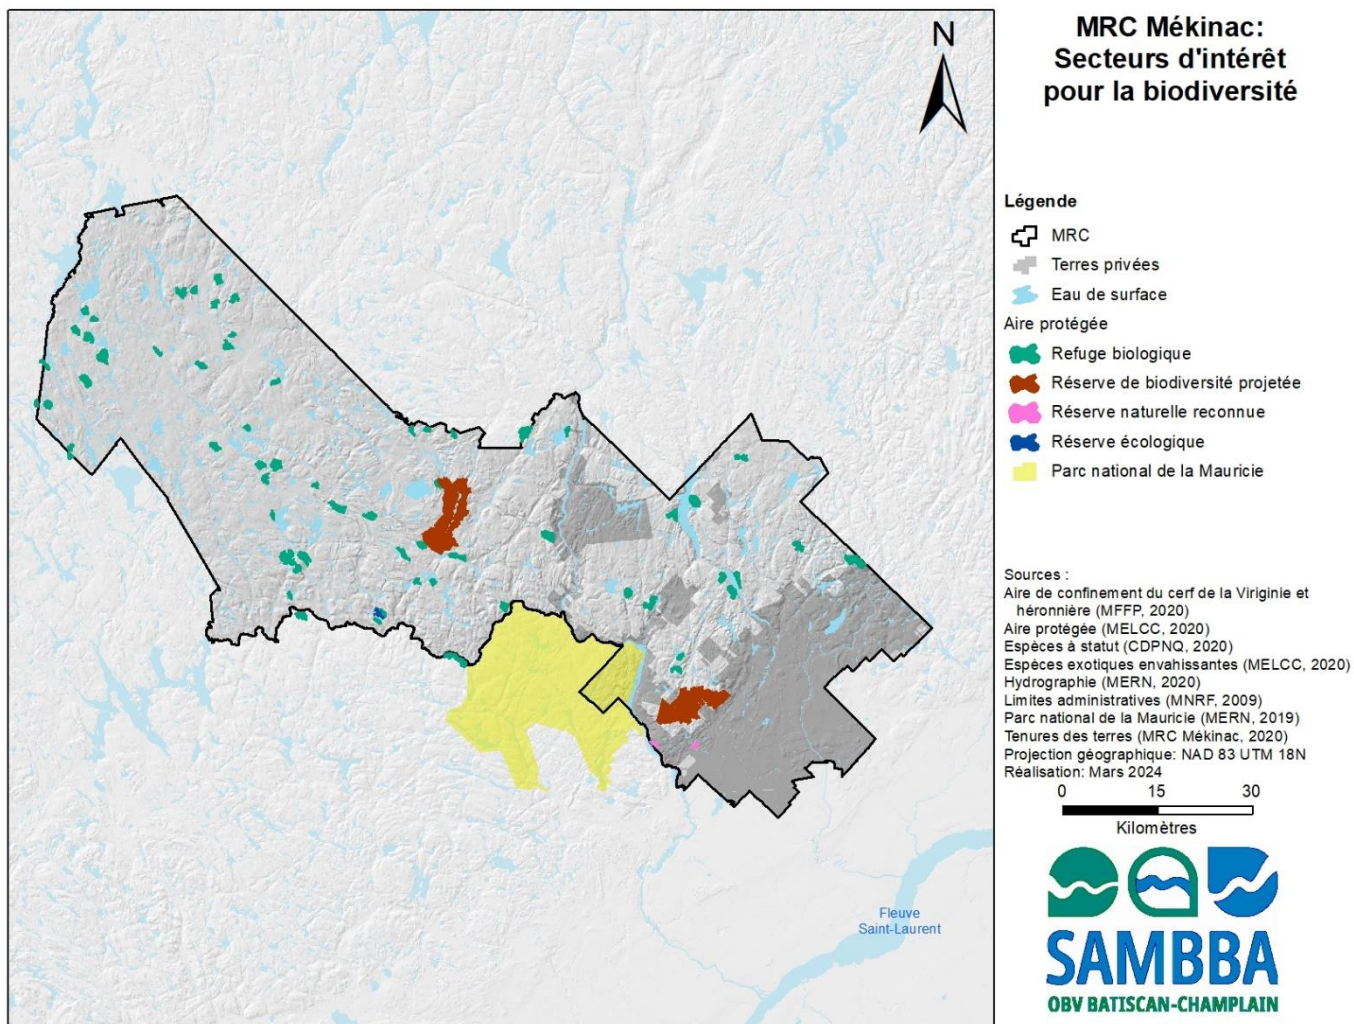 MRC Mékinac:
Secteurs d'intérêt
pour la biodiversité
N
Légende
MRC
Terres privées
Eau de surface
Aire protégée
Refuge biologique
Réserve de biodiversité projetée
Réserve naturelle reconnue
Réserve écologique
Parc national de la Mauricie
Sources :
Aire de confinement du cerf de la Viriginie et
héronnière (MFFP, 2020)
Aire protégée (MELCC, 2020)
Espèces à statut (CDPNQ, 2020)
Espèces exotiques envahissantes (MELCC, 2020)
Hydrographie (MERN, 2020)
Limites administratives (MNRF, 2009)
Parc national de la Mauricie (MERN, 2019)
Tenures des terres (MRC Mékinac, 2020)
Projection géographique: NAD 83 UTM 18N
Réalisation: Mars 2024
0 15 30
Kilomètres
Fleuve
Saint-Laurent
SAMBBA
OBV BATISCAN-CHAMPLAIN